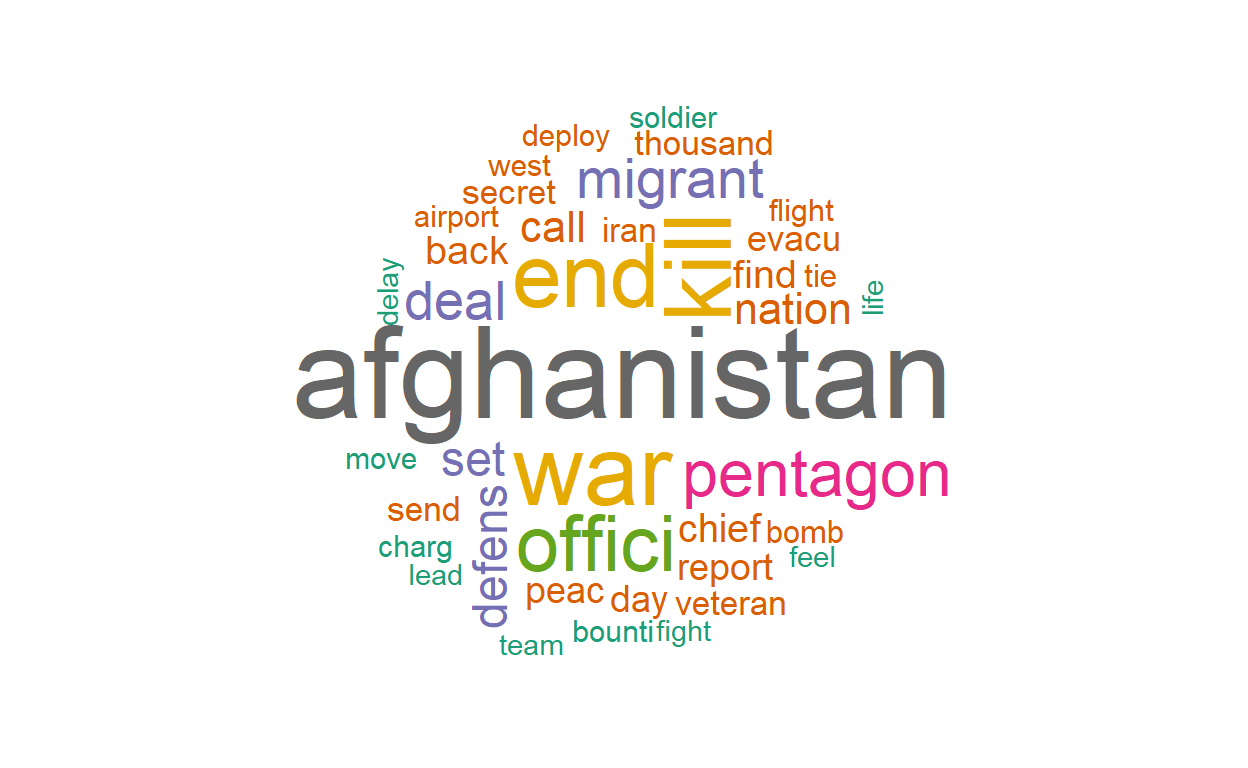 soldier
deploy thousand
west migrant
secret
airport call iran kill flight
back end evacu
delay deal find tie
nation life
afghanistan
move set war pentagon
send defens
charg offici chief bomb
lead report feel
peac day veteran
team bounti fight